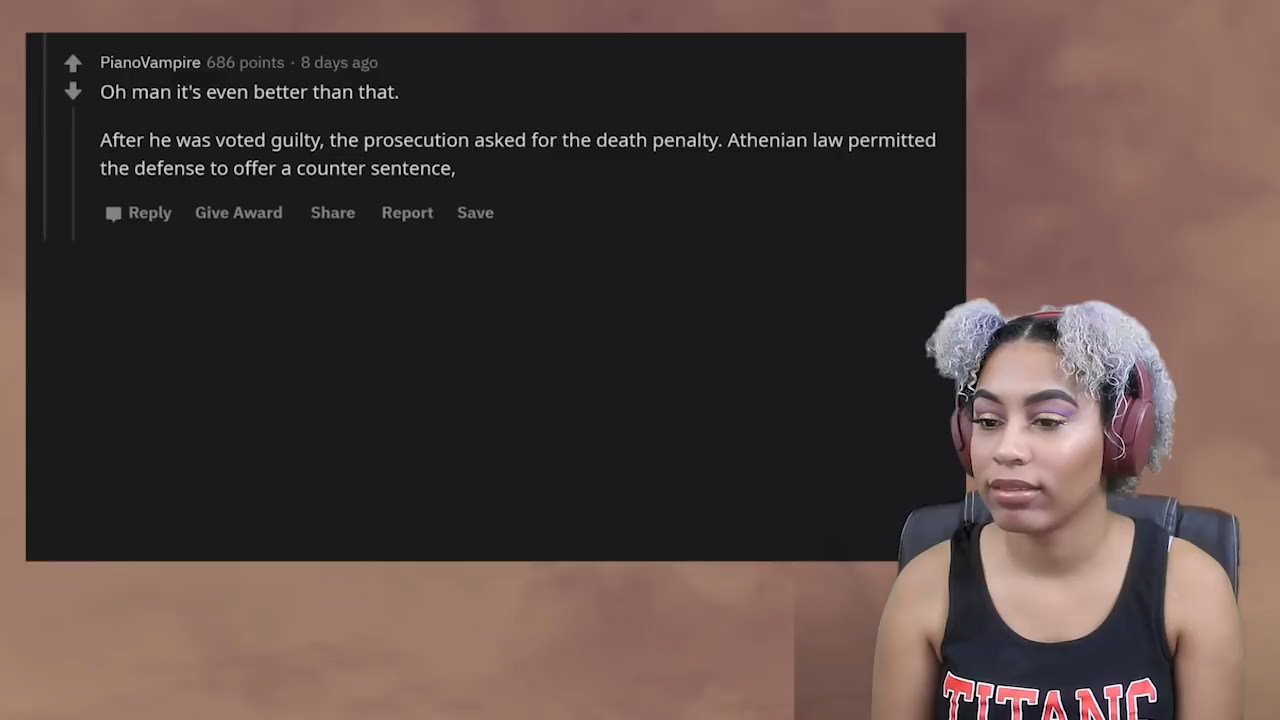 PianoVampire 686 points · 8 days ago
Oh man it's even better than that.
After he was voted guilty, the prosecution asked for the death penalty. Athenian law permitted
the defense to offer a counter sentence,
Reply Give Award Share Report Save
TITANS